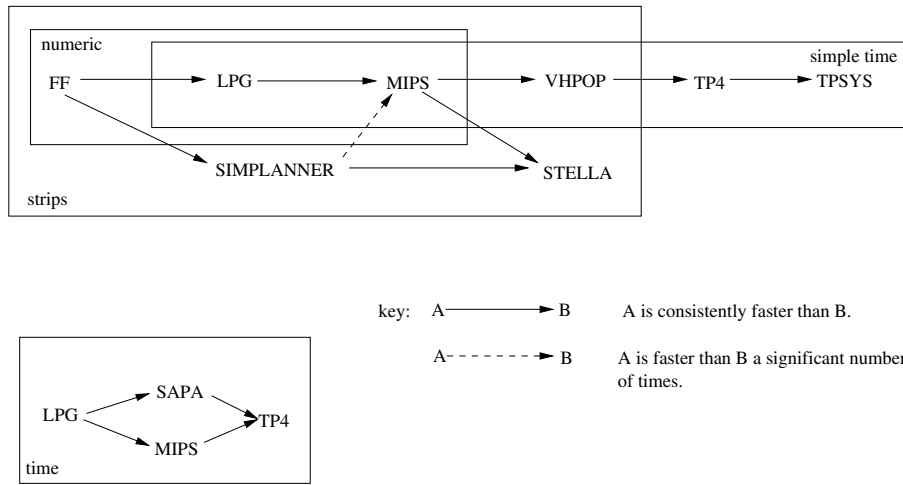 numeric
simple time
FF LPG MIPS VHPOP TP4 TPSYS
SIMPLANNER STELLA
strips
key: A B A is consistently faster than B.
A B A is faster than B a significant number
of times.
SAPA
LPG TP4
MIPS
time